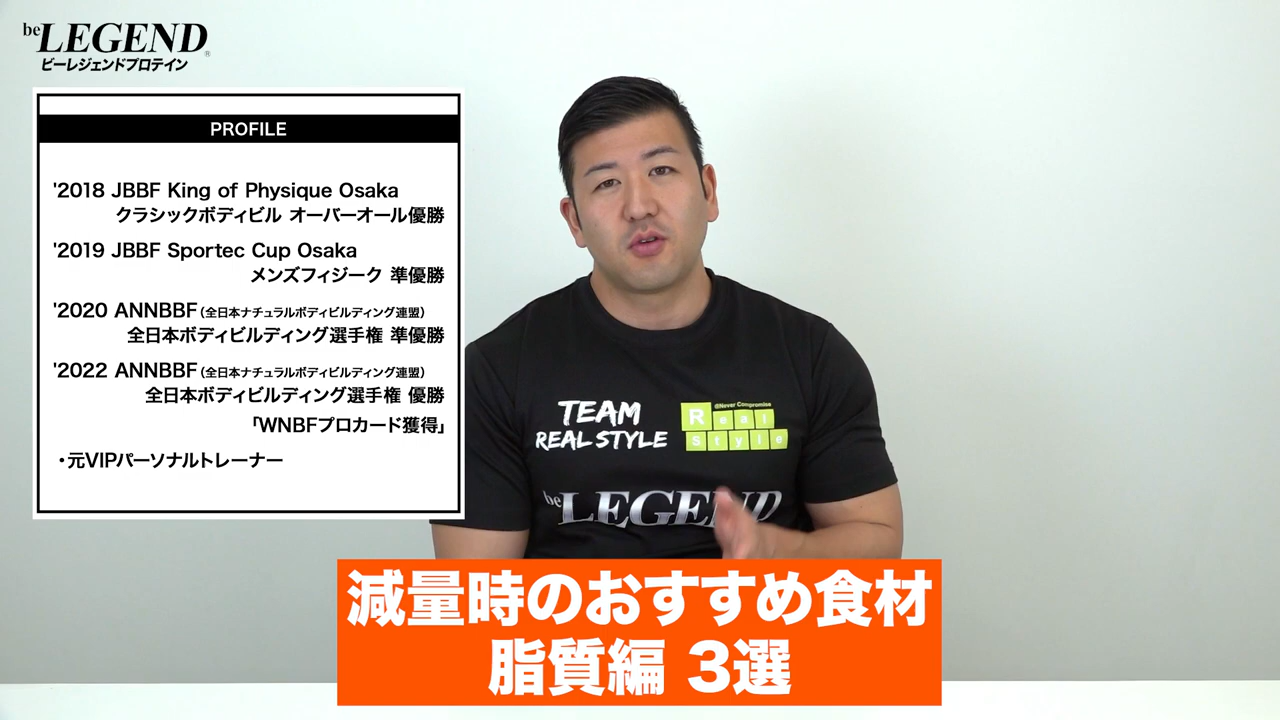 be LEGEND®
ビーレジェンドプロテイン
PROFILE
'2018 JBBF King of Physique Osaka
クラシックボディビル オーバーオール優勝
'2019 JBBF Sportec Cup Osaka
メンズフィジーク 準優勝
'2020 ANNBBF(全日本ナチュラルボディビルディング連盟)
全日本ボディビルディング選手権 準優勝
'2022 ANNBBF(全日本ナチュラルボディビルディング連盟)
全日本ボディビルディング選手権 優勝
「WNBFプロカード獲得」
・元VIPパーソナルトレーナー
TEAM
REAL STYLE
@Never Compromise
Real
Style
be LEGEND
減量時のおすすめ食材
脂質編 3選